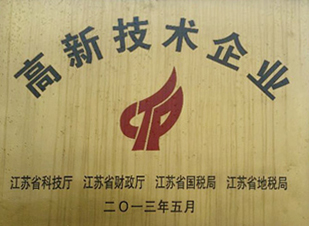 高新技术企业
江苏省科技厅 江苏省财政厅 江苏省国税局 江苏省地税局
二〇一三年五月